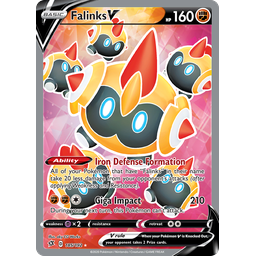 BASIC
Falinks V
HP 160
Ability
Iron Defense Formation
All of your Pokémon that have "Falinks" in their name
take 20 less damage from your opponent's attacks (after
applying Weakness and Resistance).
Giga Impact 210
During your next turn, this Pokémon can't attack.
weakness ×2
resistance
retreat
V rule
When your Pokémon V is Knocked Out,
your opponent takes 2 Prize cards.